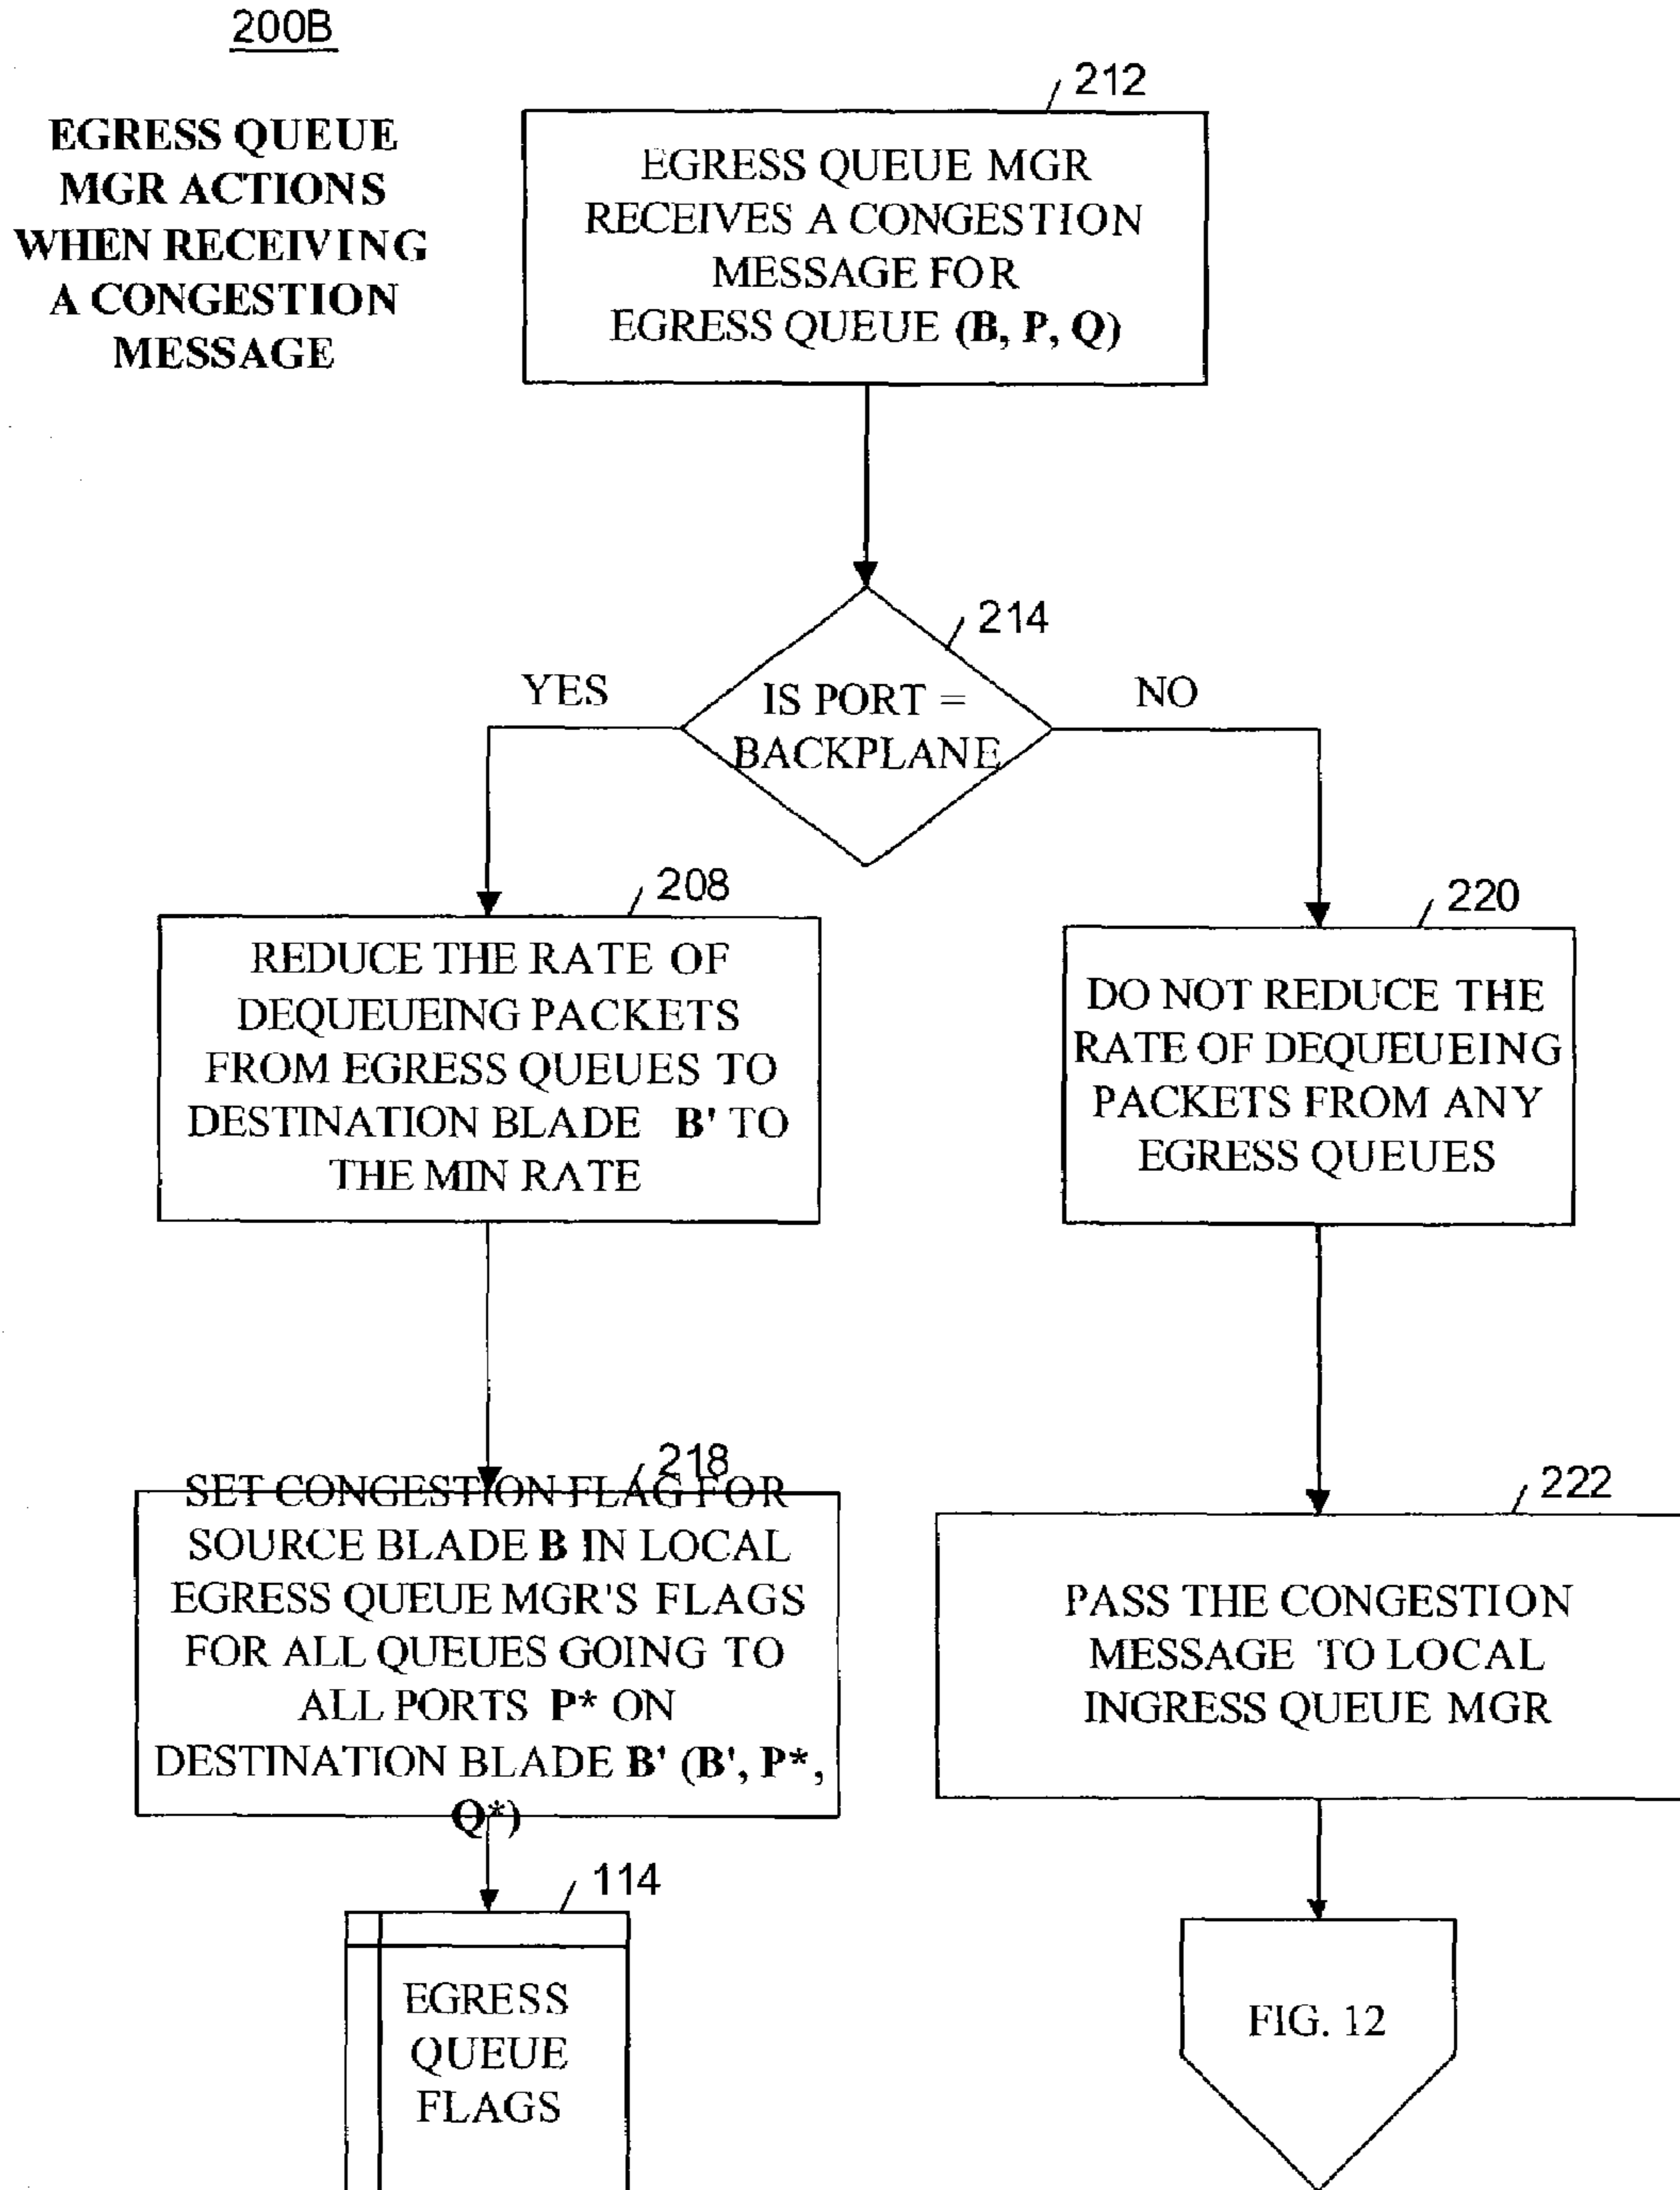 200B
EGRESS QUEUE
MGR ACTIONS
WHEN RECEIVING
A CONGESTION
MESSAGE
212
EGRESS QUEUE MGR
RECEIVES A CONGESTION
MESSAGE FOR
EGRESS QUEUE (B, P, Q)
214
YES
IS PORT =
BACKPLANE
NO
208
REDUCE THE RATE OF
DEQUEUEING PACKETS
FROM EGRESS QUEUES TO
DESTINATION BLADE B' TO
THE MIN RATE
220
DO NOT REDUCE THE
RATE OF DEQUEUEING
PACKETS FROM ANY
EGRESS QUEUES
218
SET CONGESTION FLAG FOR
SOURCE BLADE B IN LOCAL
EGRESS QUEUE MGR'S FLAGS
FOR ALL QUEUES GOING TO
ALL PORTS P* ON
DESTINATION BLADE B' (B', P*,
Q*)
222
PASS THE CONGESTION
MESSAGE TO LOCAL
INGRESS QUEUE MGR
114
EGRESS
QUEUE
FLAGS
FIG. 12